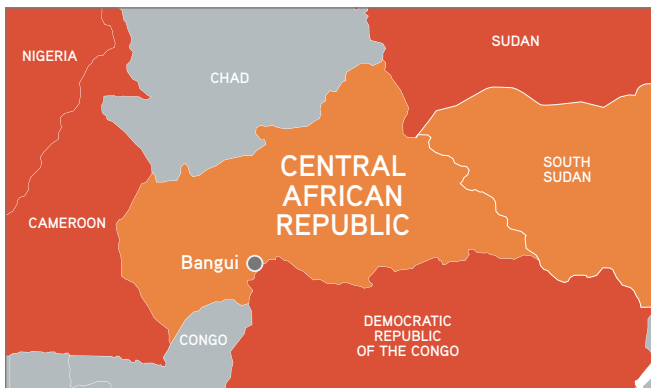 SUDAN
NIGERIA
CHAD
CENTRAL
AFRICAN
REPUBLIC
SOUTH
SUDAN
CAMEROON
Bangui
DEMOCRATIC
REPUBLIC
OF THE CONGO
CONGO